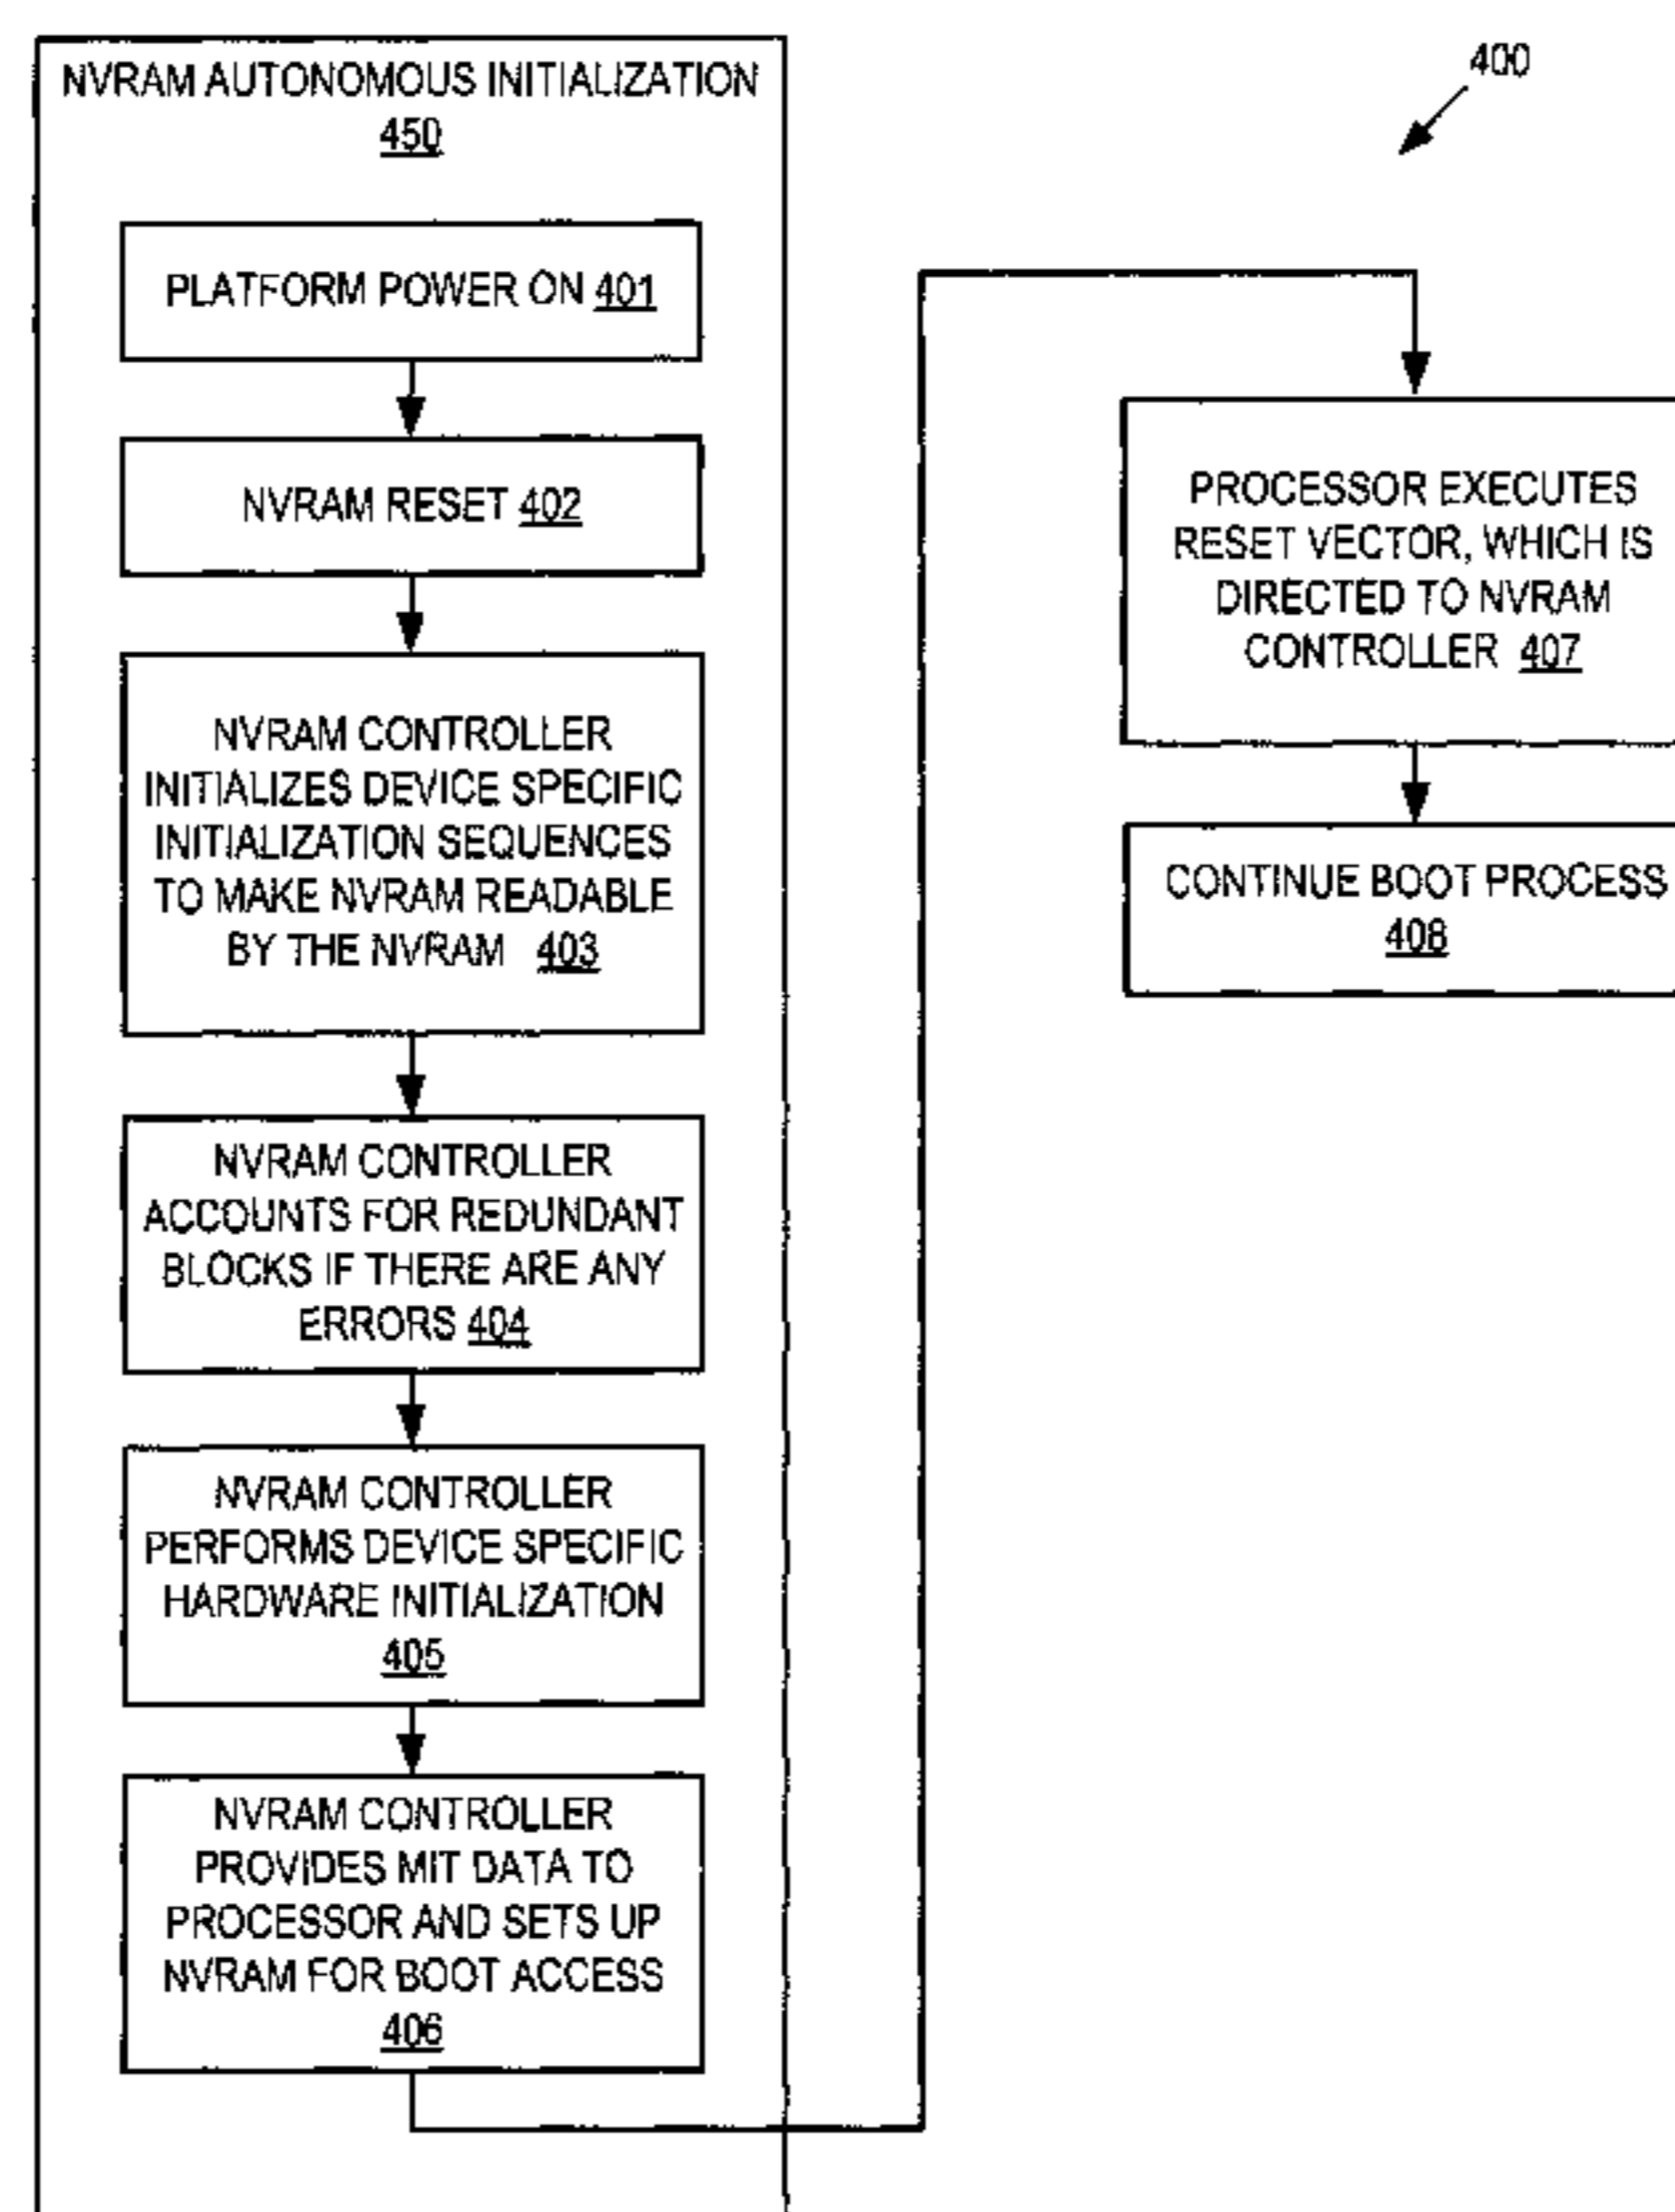 NVRAM AUTONOMOUS INITIALIZATION
450
PLATFORM POWER ON 401
NVRAM RESET 402
NVRAM CONTROLLER
INITIALIZES DEVICE SPECIFIC
INITIALIZATION SEQUENCES
TO MAKE NVRAM READABLE
BY THE NVRAM 403
NVRAM CONTROLLER
ACCOUNTS FOR REDUNDANT
BLOCKS IF THERE ARE ANY
ERRORS 404
NVRAM CONTROLLER
PERFORMS DEVICE SPECIFIC
HARDWARE INITIALIZATION
405
NVRAM CONTROLLER
PROVIDES MIT DATA TO
PROCESSOR AND SETS UP
NVRAM FOR BOOT ACCESS
406
400
PROCESSOR EXECUTES
RESET VECTOR, WHICH IS
DIRECTED TO NVRAM
CONTROLLER 407
CONTINUE BOOT PROCESS
408